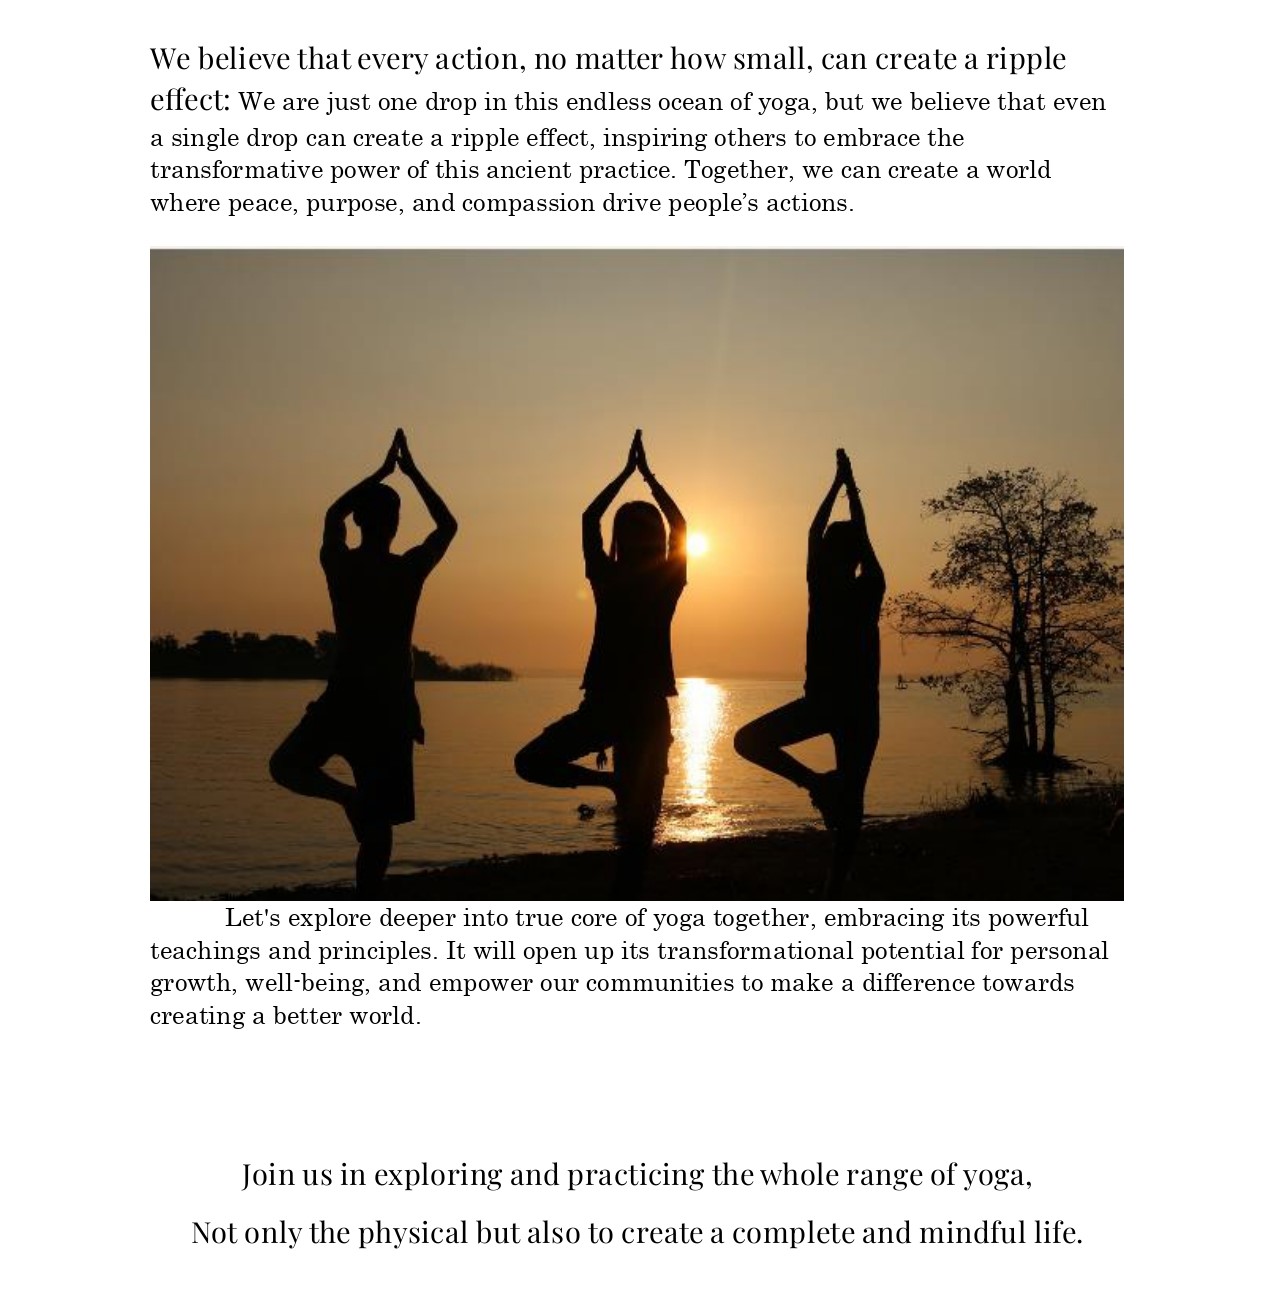 We believe that every action, no matter how small, can create a ripple
effect: We are just one drop in this endless ocean of yoga, but we believe that even
a single drop can create a ripple effect, inspiring others to embrace the
transformative power of this ancient practice. Together, we can create a world
where peace, purpose, and compassion drive people’s actions.
Let's explore deeper into true core of yoga together, embracing its powerful
teachings and principles. It will open up its transformational potential for personal
growth, well-being, and empower our communities to make a difference towards
creating a better world.
Join us in exploring and practicing the whole range of yoga,
Not only the physical but also to create a complete and mindful life.